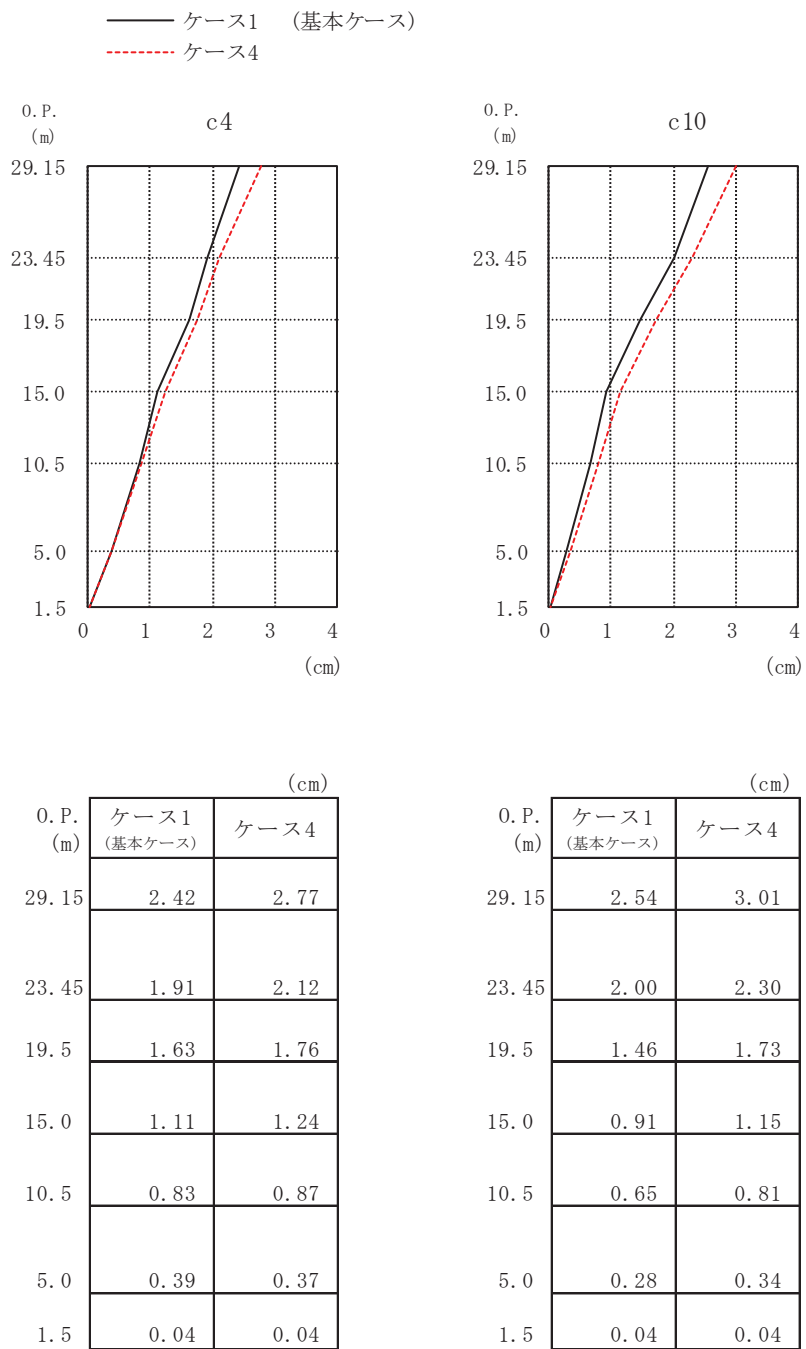 ケース1 (基本ケース)
ケース4
O.P.
(m)
c4
29.15
23.45
19.5
15.0
10.5
5.0
1.5
0 1 2 3 4
(cm)
O.P.
(m)
c10
29.15
23.45
19.5
15.0
10.5
5.0
1.5
0 1 2 3 4
(cm)
(cm)
O.P.
(m)
ケース1
(基本ケース)
ケース4
29.15 2.42 2.77
23.45 1.91 2.12
19.5 1.63 1.76
15.0 1.11 1.24
10.5 0.83 0.87
5.0 0.39 0.37
1.5 0.04 0.04
(cm)
O.P.
(m)
ケース1
(基本ケース)
ケース4
29.15 2.54 3.01
23.45 2.00 2.30
19.5 1.46 1.73
15.0 0.91 1.15
10.5 0.65 0.81
5.0 0.28 0.34
1.5 0.04 0.04